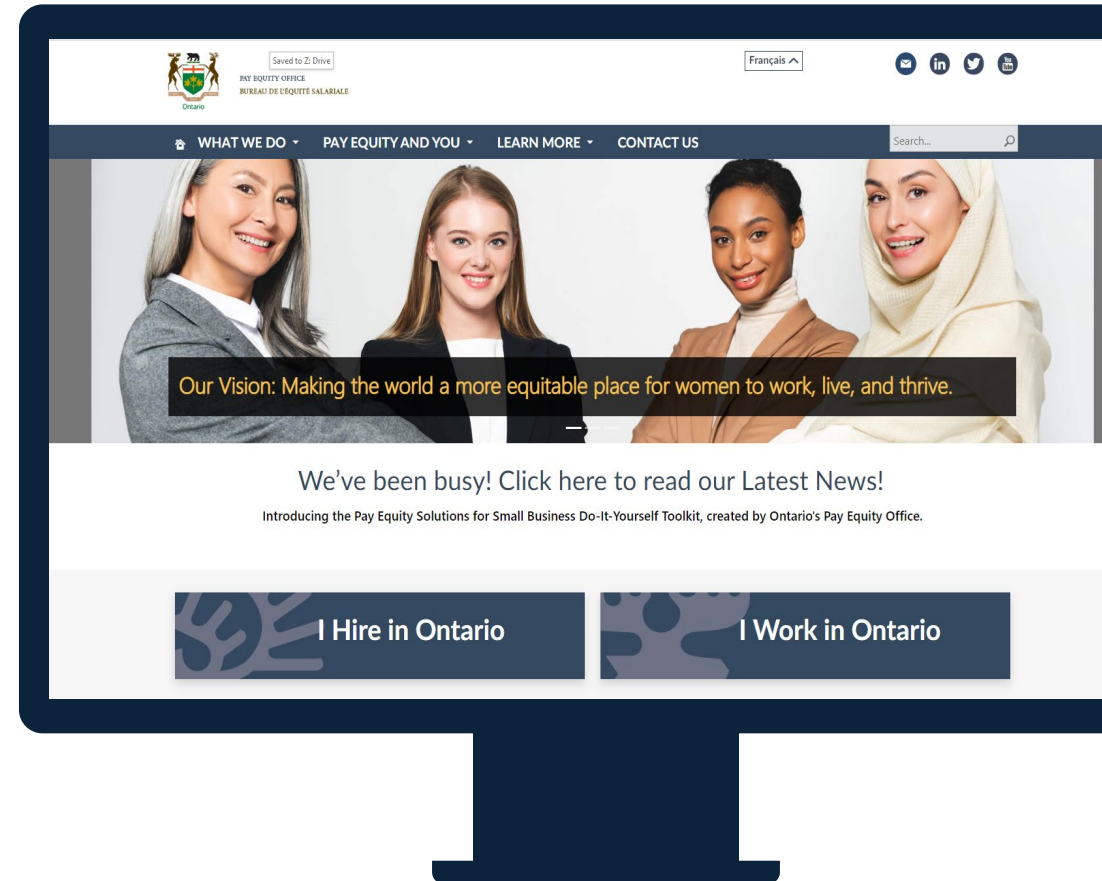 Saved to Z: Drive
PAY EQUITY OFFICE
BUREAU DE L'ÉQUITÉ SALARIALE
Ontario
Français
You
Tube
WHAT WE DO
PAY EQUITY AND YOU
LEARN MORE
CONTACT US
Search...
Our Vision: Making the world a more equitable place for women to work, live, and thrive.
We've been busy! Click here to read our Latest News!
Introducing the Pay Equity Solutions for Small Business Do-It-Yourself Toolkit, created by Ontario's Pay Equity Office.
I Hire in Ontario
I Work in Ontario